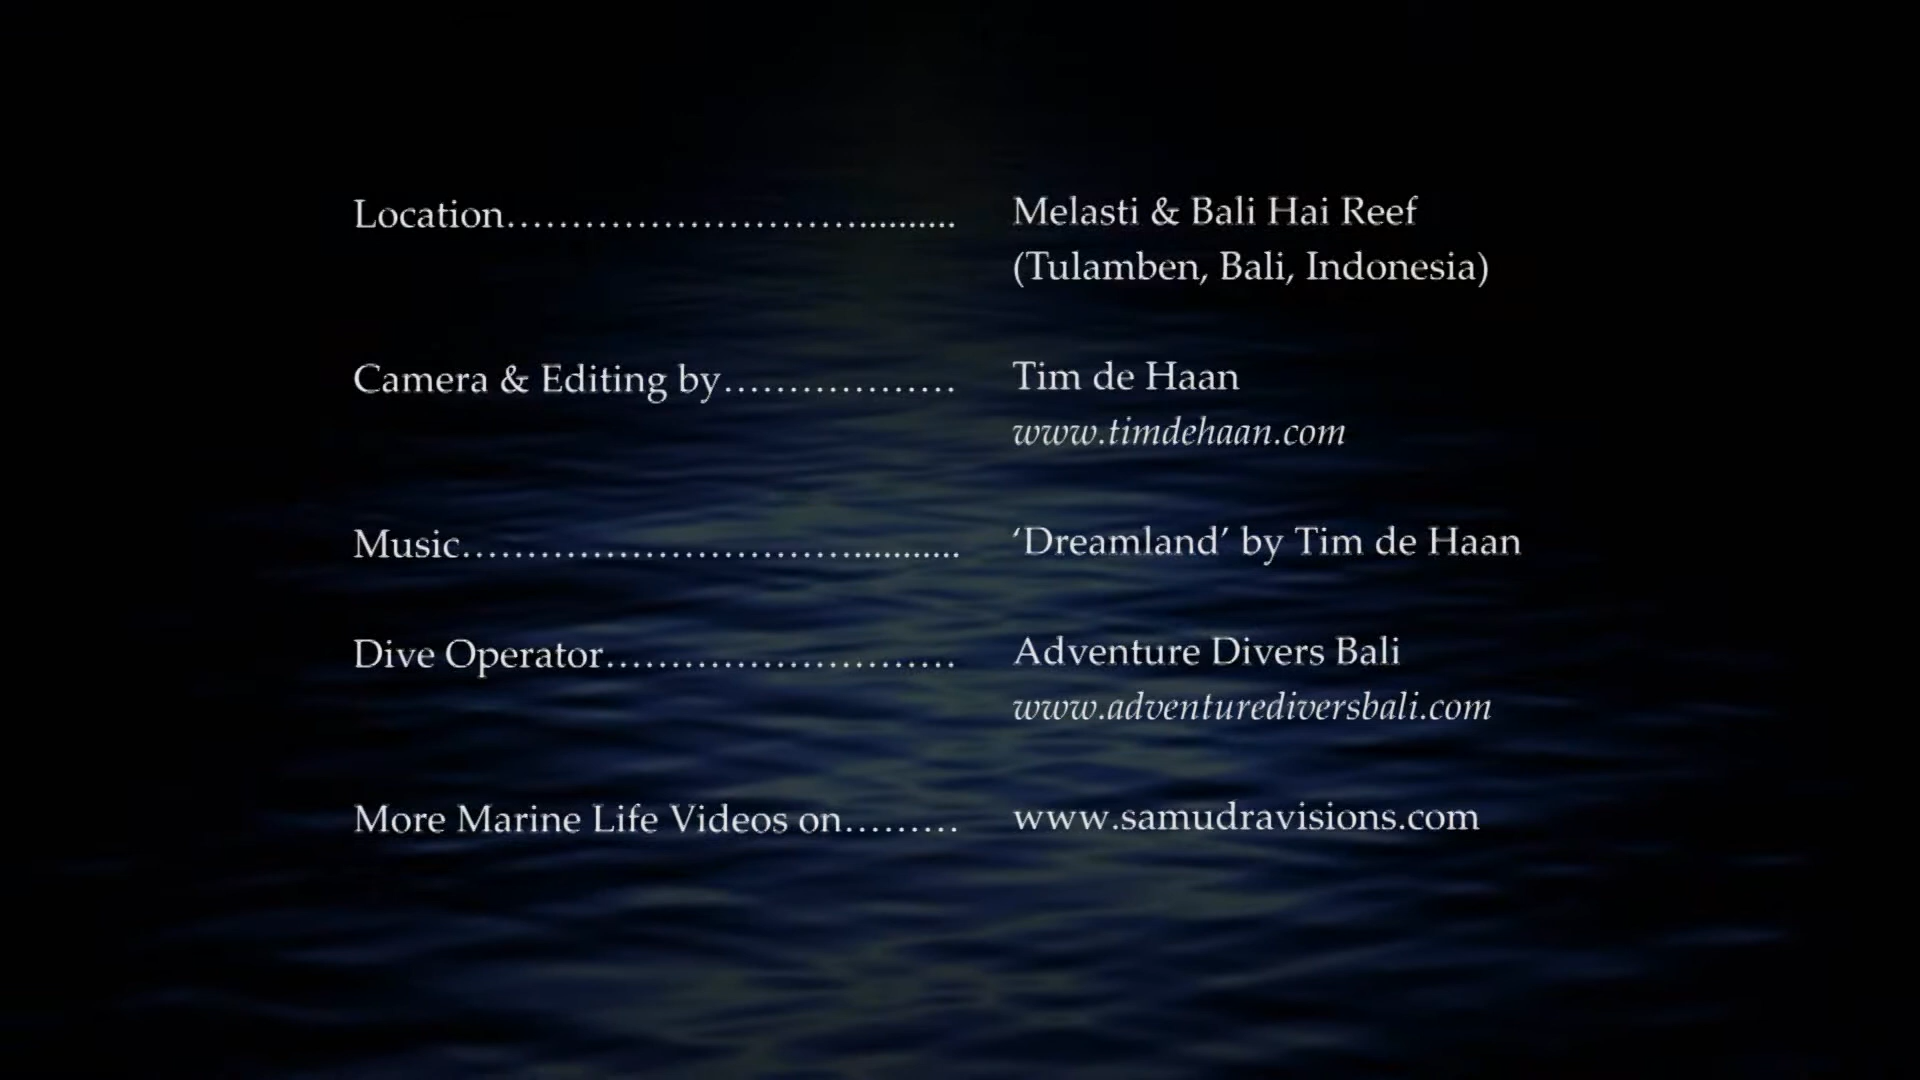 Location……………………….......... Melasti & Bali Hai Reef
(Tulamben, Bali, Indonesia)
Camera & Editing by……………… Tim de Haan
www.timdehaan.com
Music…………………………........... ‘Dreamland’ by Tim de Haan
Dive Operator……………………… Adventure Divers Bali
www.adventurediversbali.com
More Marine Life Videos on……… www.samudravisions.com